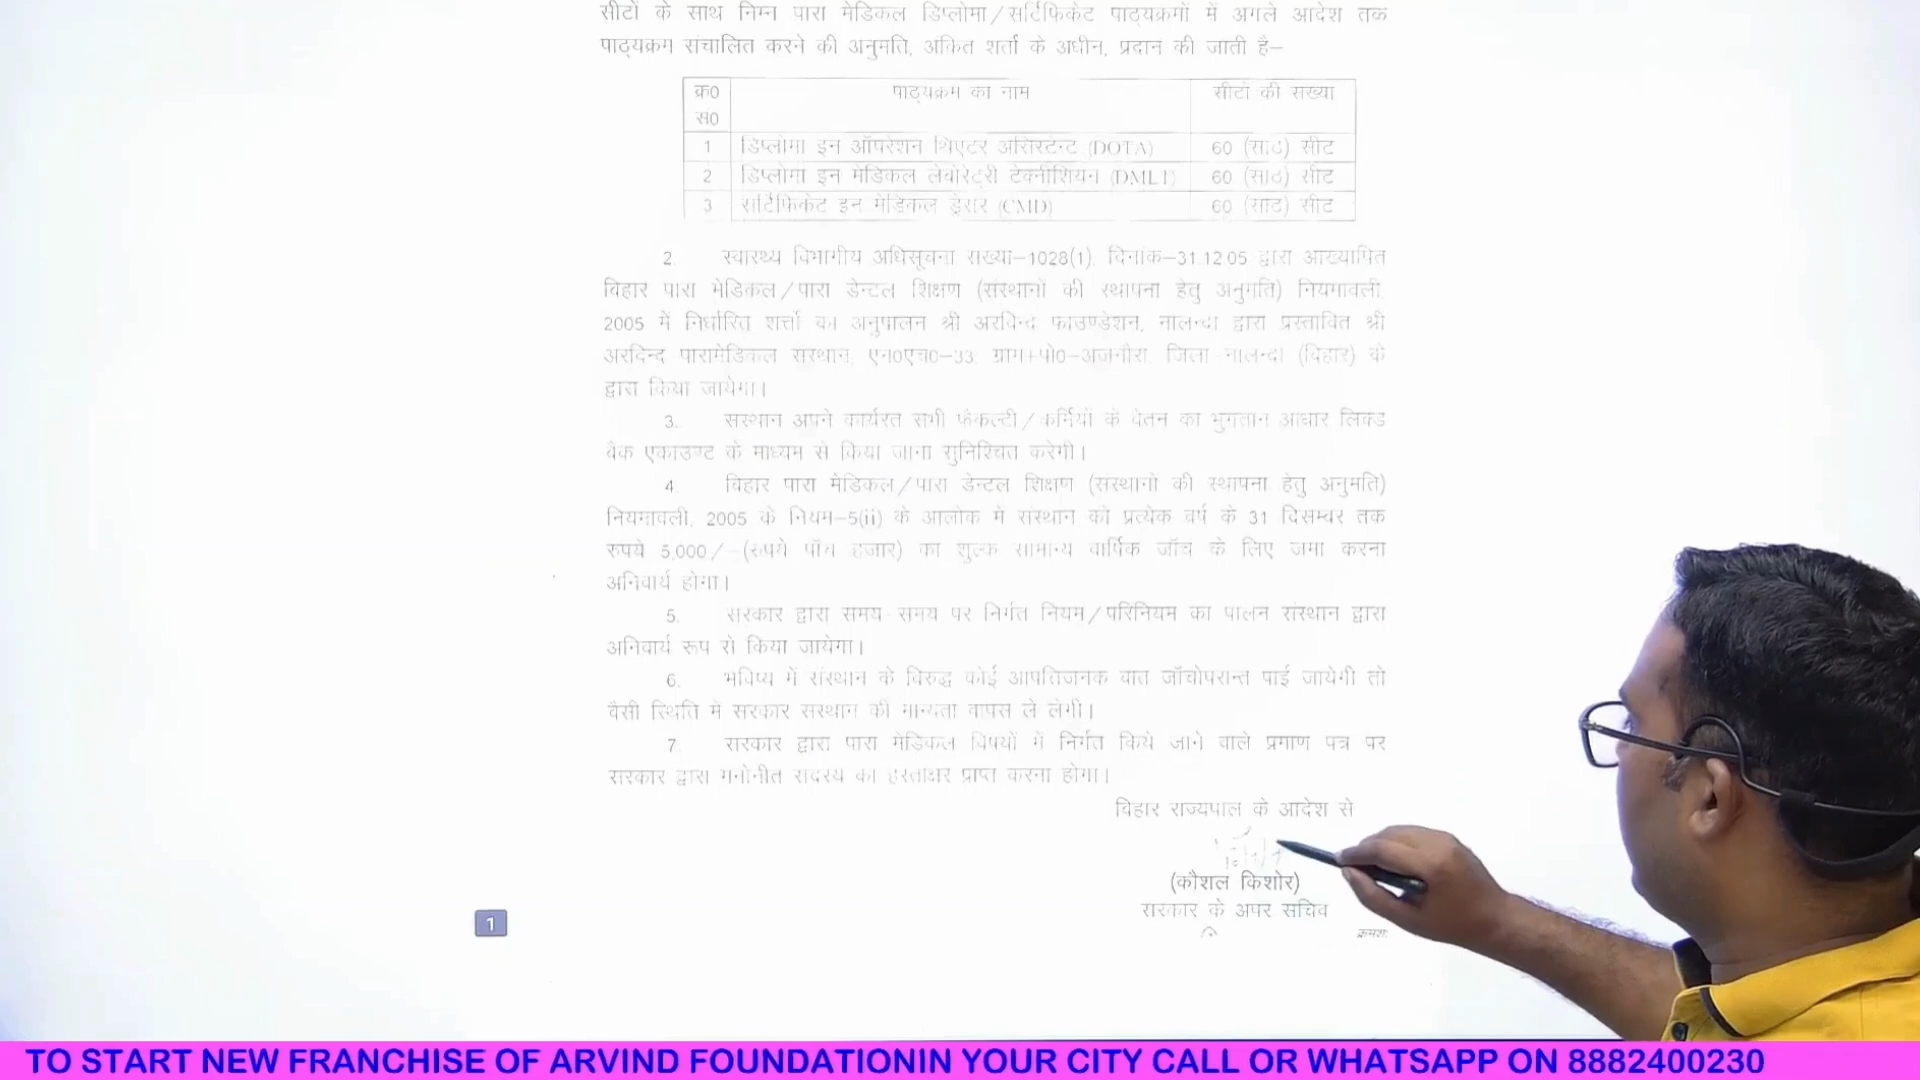 सीटों के साथ निम्न पारा मेडिकल डिप्लोमा/सर्टिफिकेट पाठ्यक्रमों में अगले आदेश तक
पाठ्यक्रम संचालित करने की अनुमति, अंकित शर्तो के अधीन, प्रदान की जाती है–
क्र0 पाठ्यक्रम का नाम सीटों की संख्या
स0
1 डिप्लोमा इन ऑपरेशन थिएटर असिस्टेन्ट (DOTA) 60 (साठ) सीट
2 डिप्लोमा इन मेडिकल लेबोरेट्री टेक्नीसियन (DMLT) 60 (साठ) सीट
3 सर्टिफिकेट इन मेडिकल ड्रेसर (CMD) 60 (साठ) सीट
2. स्वास्थ्य विभागीय अधिसूचना संख्या–1028(1), दिनांक–31.12.05 द्वारा आख्यापित
बिहार पारा मेडिकल/पारा डेन्टल शिक्षण (संस्थानों की स्थापना हेतु अनुमति) नियमावली,
2005 में निर्धारित शर्त्तो का अनुपालन श्री अरविन्द फाउण्डेशन, नालन्दा द्वारा प्रस्तावित श्री
अरविन्द पारामेडिकल संस्थान, एन0एच0–33, ग्राम+पो0–अजनौरा, जिला नालन्दा (बिहार) के
द्वारा किया जायेगा।
3. संस्थान अपने कार्यरत सभी फैकल्टी/कर्मियों के वेतन का भुगतान आधार लिंक्ड
बैंक एकाउण्ट के माध्यम से किया जाना सुनिश्चित करेगी।
4. बिहार पारा मेडिकल/पारा डेन्टल शिक्षण (संस्थानों की स्थापना हेतु अनुमति)
नियमावली, 2005 के नियम–5(ii) के आलोक में संस्थान को प्रत्येक वर्ष के 31 दिसम्बर तक
रुपये 5,000/–(रुपये पाँच हजार) का शुल्क सामान्य वार्षिक जाँच के लिए जमा करना
अनिवार्य होगा।
5. सरकार द्वारा समय समय पर निर्गत नियम/परिनियम का पालन संस्थान द्वारा
अनिवार्य रूप से किया जायेगा।
6. भविष्य में संस्थान के विरुद्ध कोई आपतिजनक बात जाँचोपरान्त पाई जायेगी तो
वैसी स्थिति में सरकार संस्थान की मान्यता वापस ले लेगी।
7. सरकार द्वारा पारा मेडिकल विषयों में निर्गत किये जाने वाले प्रमाण पत्र पर
सरकार द्वारा मनोनीत सदस्य का हस्ताक्षर प्राप्त करना होगा।
बिहार राज्यपाल के आदेश से
(कौशल किशोर)
सरकार के अपर सचिव
क्रमशः
1
TO START NEW FRANCHISE OF ARVIND FOUNDATIONIN YOUR CITY CALL OR WHATSAPP ON 8882400230